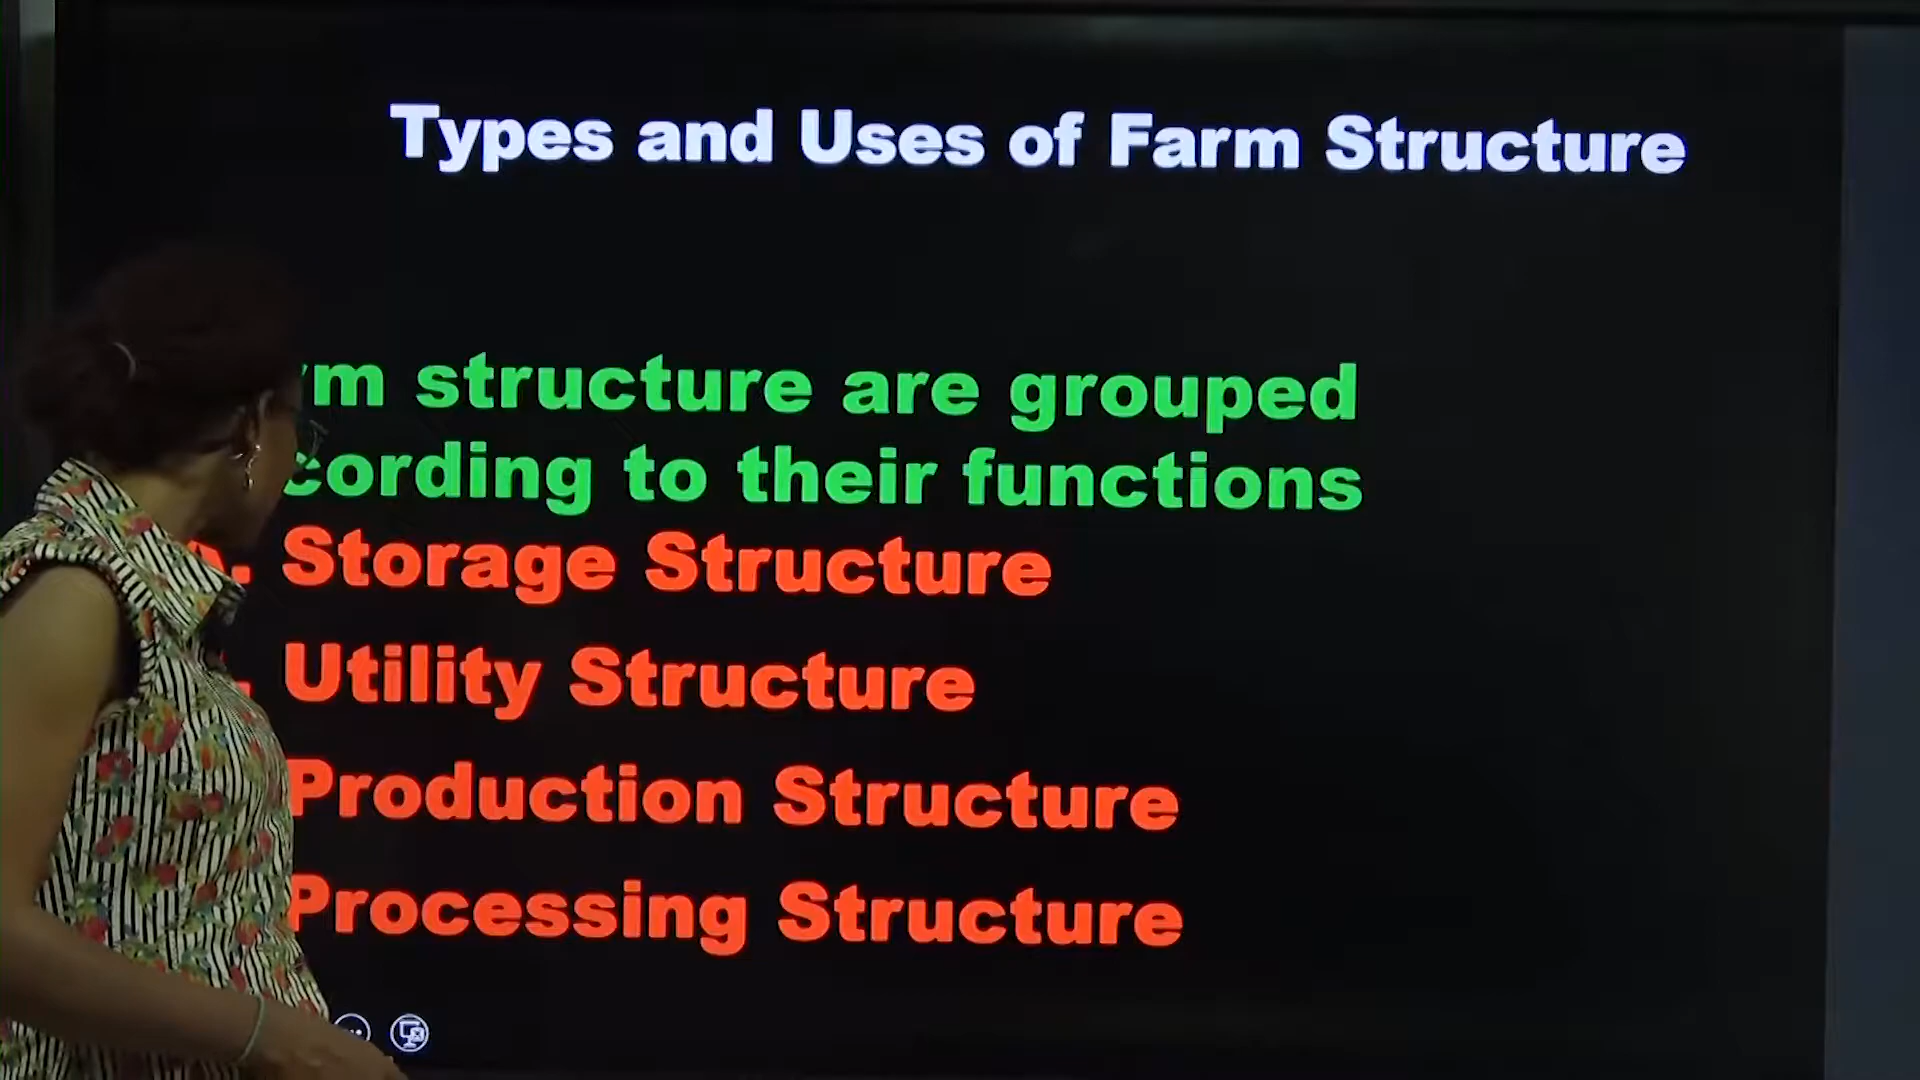 Types and Uses of Farm Structure
structure are grouped
to their functions
Storage Structure
Utility Structure
Production Structure
Processing Structure